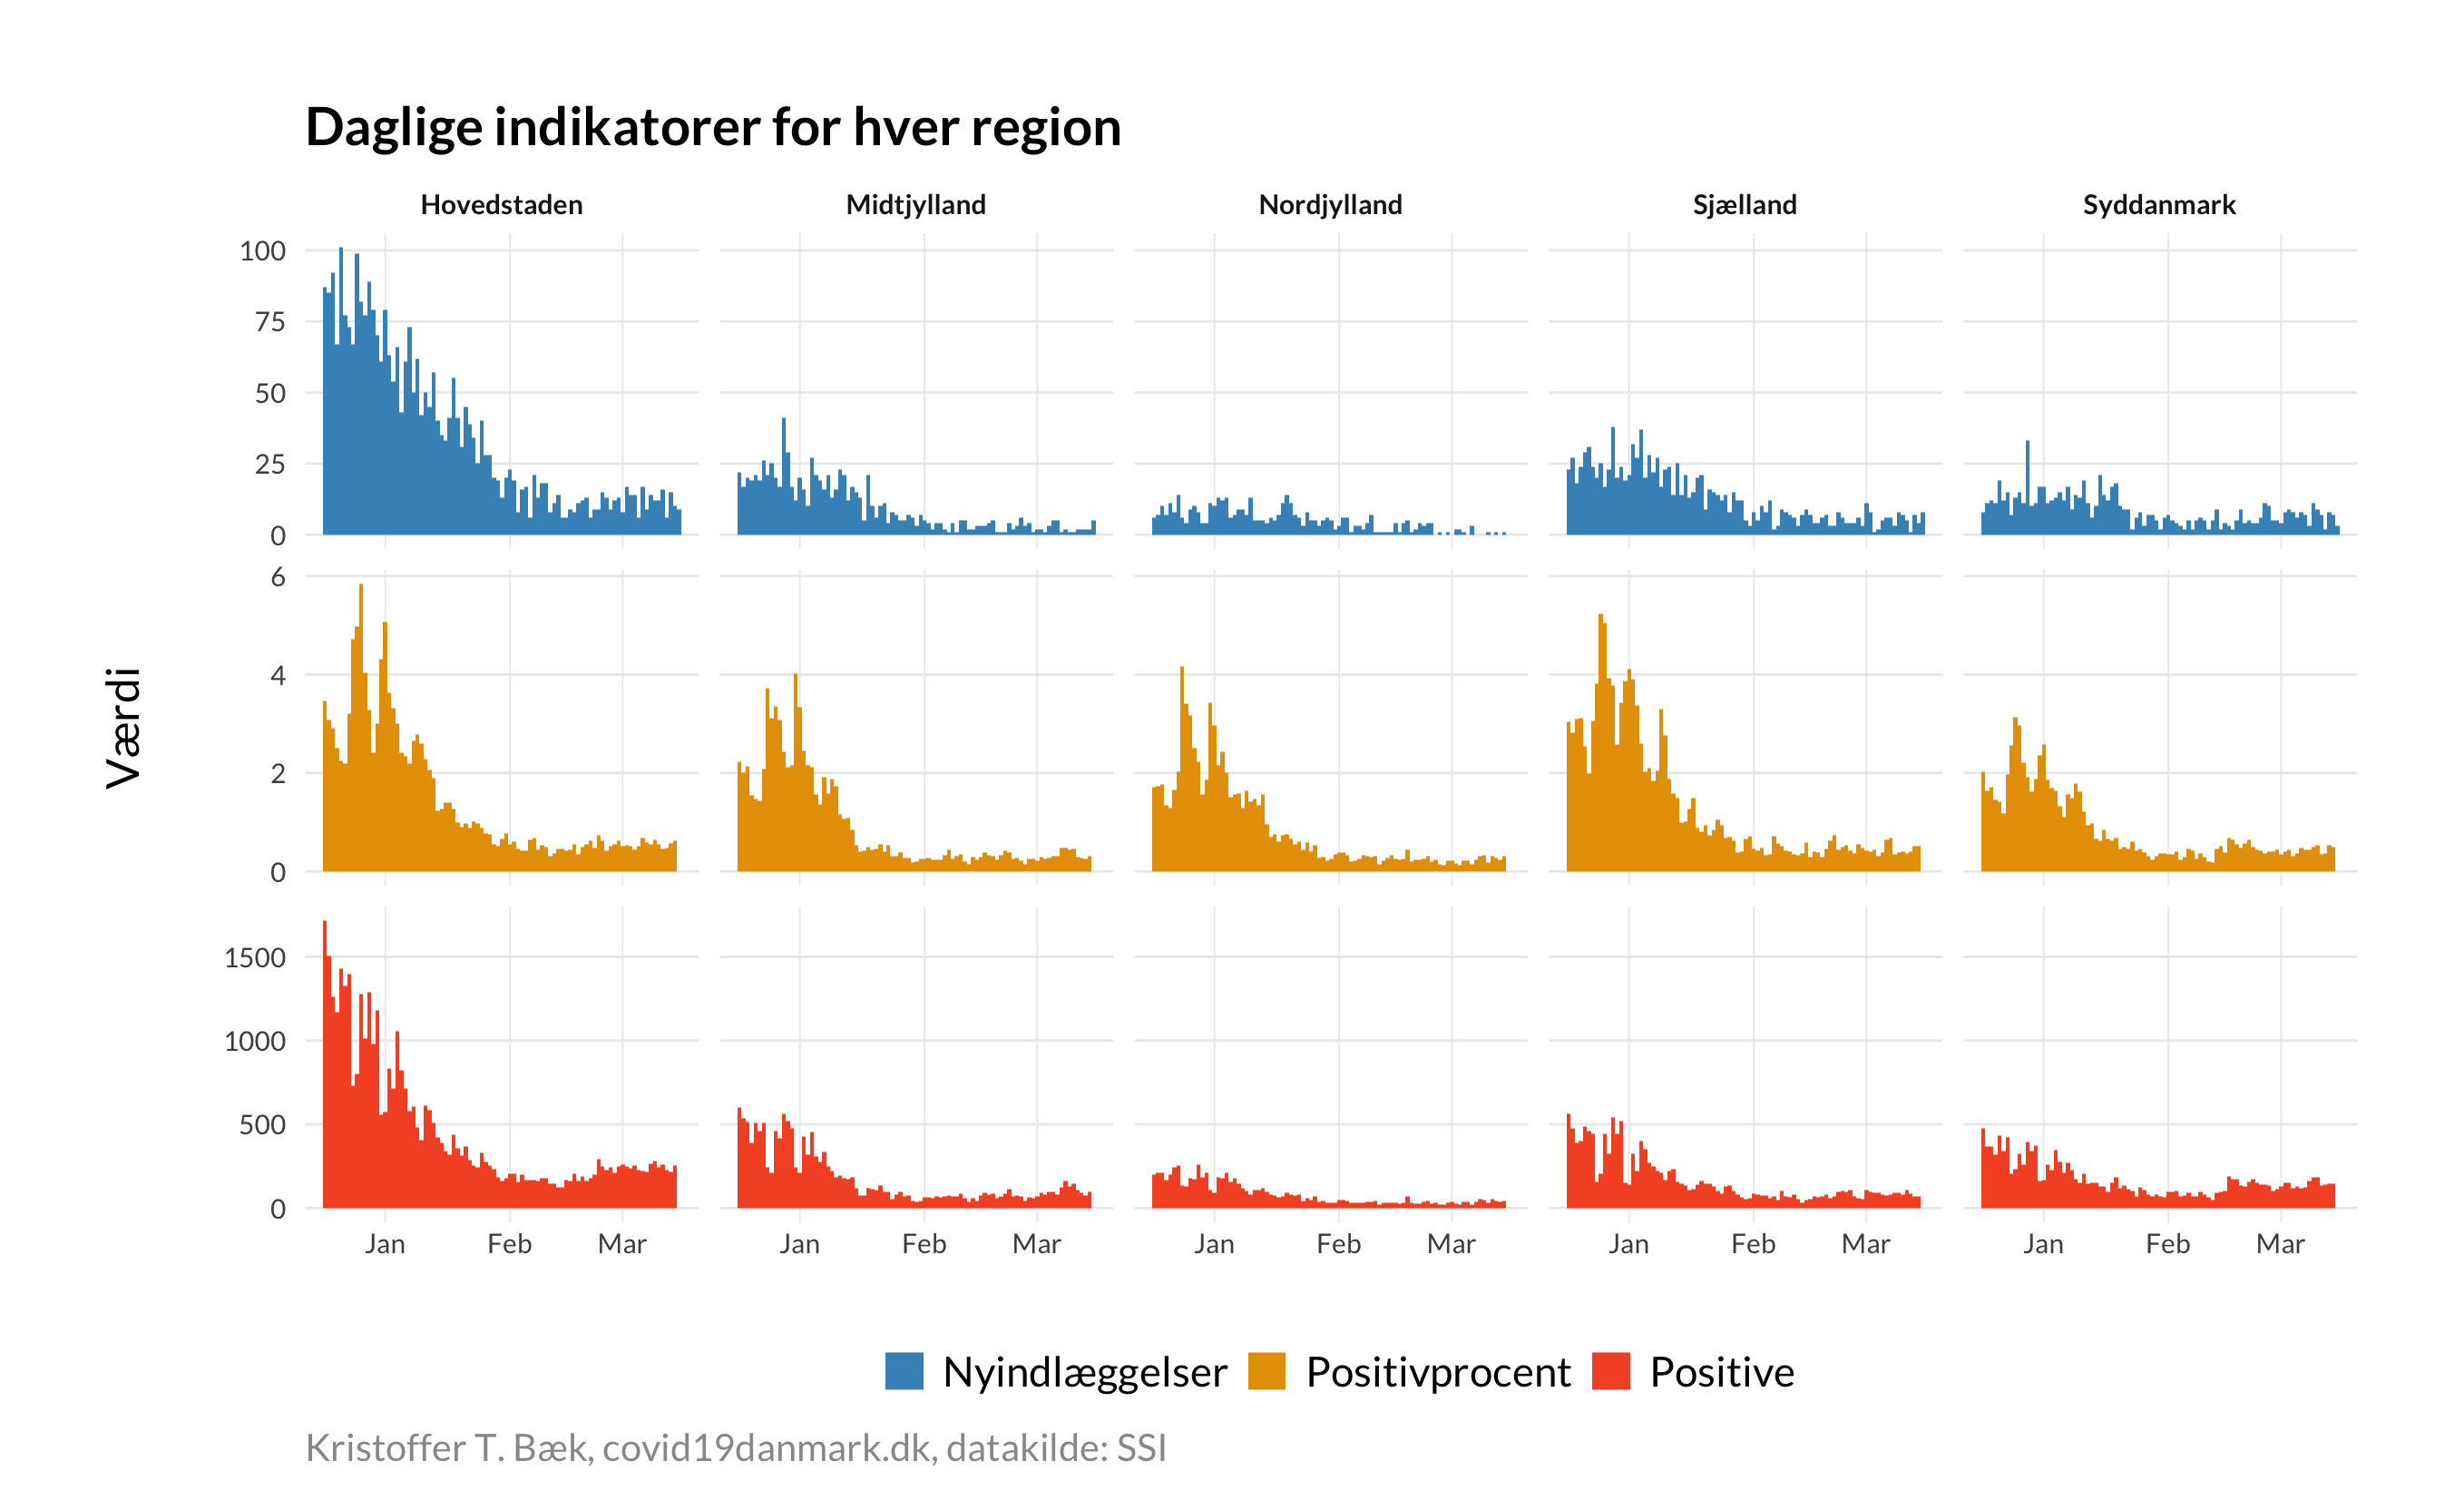 Daglige indikatorer for hver region
Hovedstaden Midtjylland Nordjylland Sjælland Syddanmark
100
75
50
25
0
6
4
2
0
1500
1000
500
0
Værdi
Jan Feb Mar Jan Feb Mar Jan Feb Mar Jan Feb Mar Jan Feb Mar
Nyindlæggelser Positivprocent Positive
Kristoffer T. Bæk, covid19danmark.dk, datakilde: SSI